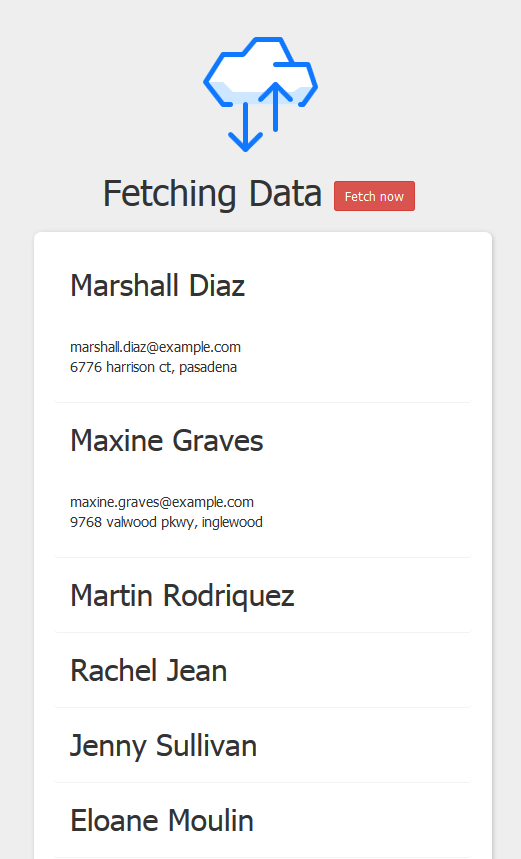 Fetching Data Fetch now
Marshall Diaz
marshall.diaz@example.com
6776 harrison ct, pasadena
Maxine Graves
maxine.graves@example.com
9768 valwood pkwy, inglewood
Martin Rodriquez
Rachel Jean
Jenny Sullivan
Eloane Moulin